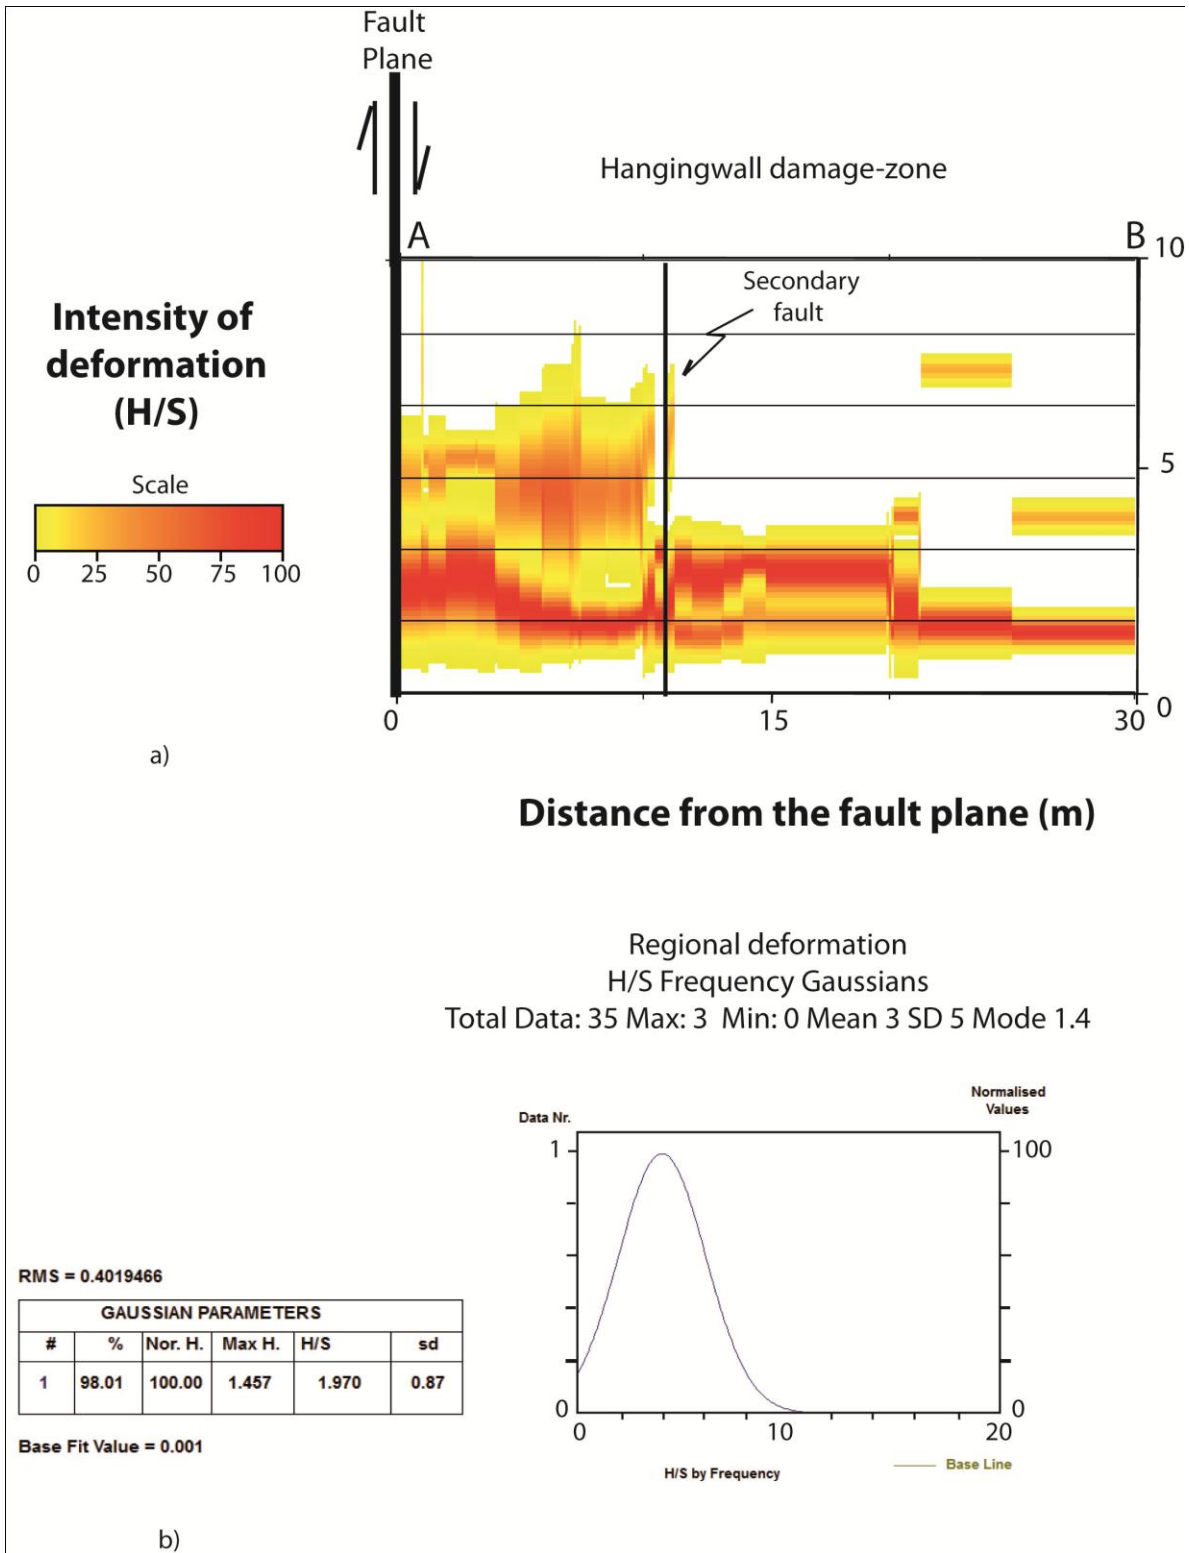 Fault
Plane
Hangingwall damage-zone
A
B
10
Secondary
fault
Intensity of
deformation
(H/S)
Scale
0 25 50 75 100
5
0
0 15 30
a)
Distance from the fault plane (m)
Regional deformation
H/S Frequency Gaussians
Total Data: 35 Max: 3 Min: 0 Mean 3 SD 5 Mode 1.4
Data Nr.
Normalised
Values
1
100
RMS = 0.4019466
GAUSSIAN PARAMETERS
# % Nor. H. Max H. H/S sd
1 98.01 100.00 1.457 1.970 0.87
0
0
0 10 20
Base Fit Value = 0.001
H/S by Frequency
Base Line
b)